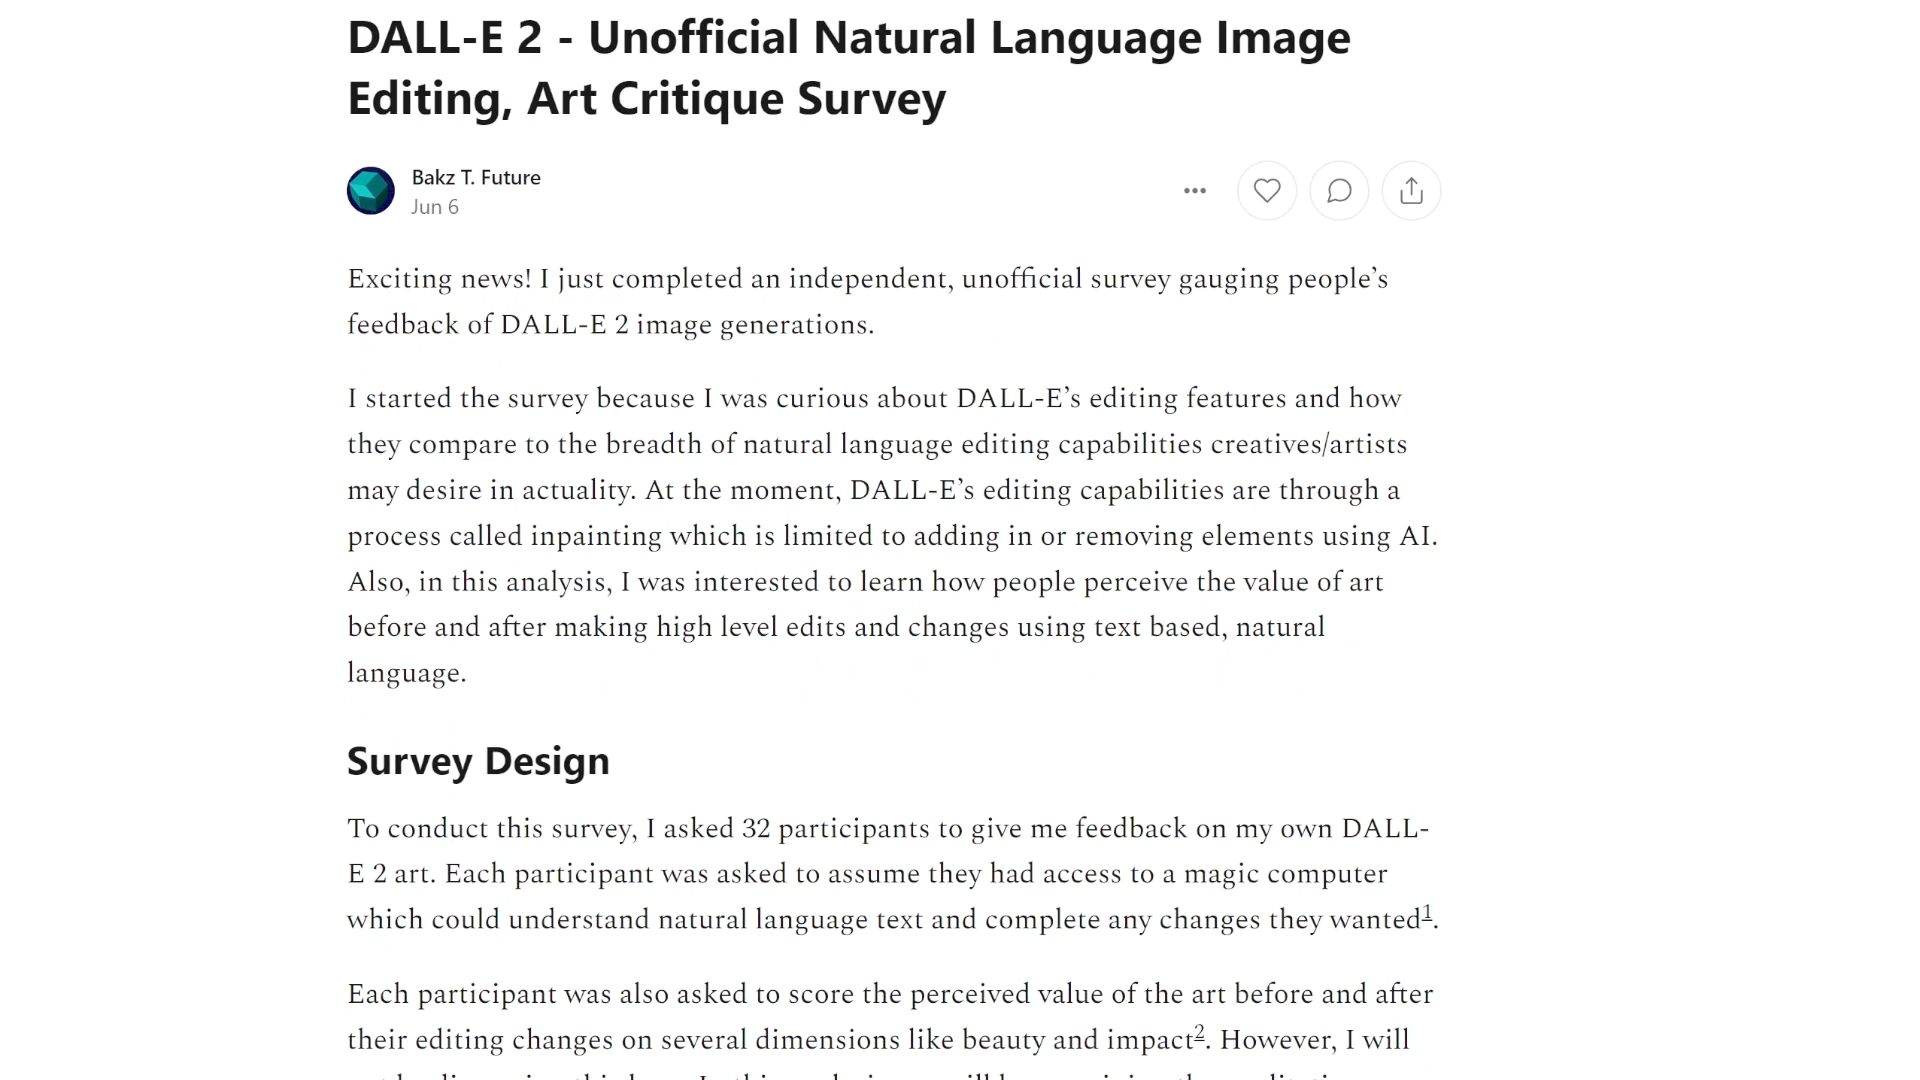 DALL-E 2 - Unofficial Natural Language Image
Editing, Art Critique Survey
Bakz T. Future
Jun 6
Exciting news! I just completed an independent, unofficial survey gauging people’s
feedback of DALL-E 2 image generations.
I started the survey because I was curious about DALL-E’s editing features and how
they compare to the breadth of natural language editing capabilities creatives/artists
may desire in actuality. At the moment, DALL-E’s editing capabilities are through a
process called inpainting which is limited to adding in or removing elements using AI.
Also, in this analysis, I was interested to learn how people perceive the value of art
before and after making high level edits and changes using text based, natural
language.
Survey Design
To conduct this survey, I asked 32 participants to give me feedback on my own DALL-
E 2 art. Each participant was asked to assume they had access to a magic computer
which could understand natural language text and complete any changes they wanted1.
Each participant was also asked to score the perceived value of the art before and after
their editing changes on several dimensions like beauty and impact2. However, I will